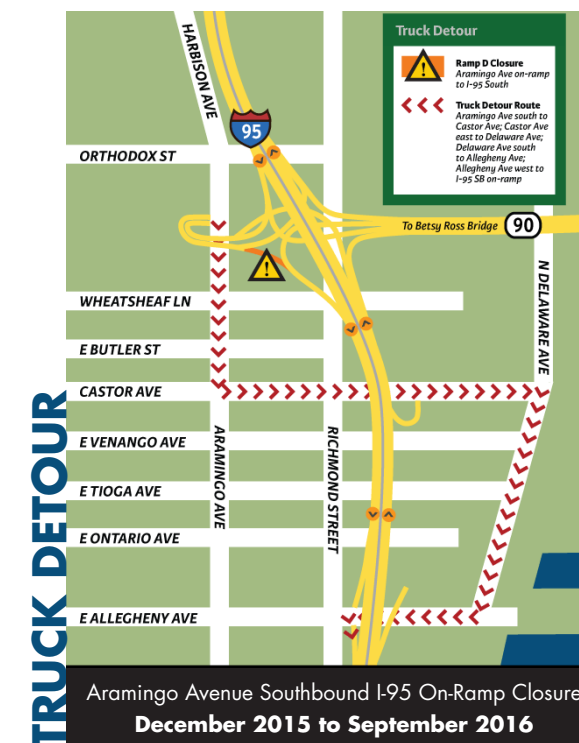 Truck Detour
Ramp D Closure
Aramingo Ave on-ramp
to I-95 South
Truck Detour Route
Aramingo Ave south to
Castor Ave; Castor Ave
east to Delaware Ave;
Delaware Ave south
to Allegheny Ave;
Allegheny Ave west to
I-95 SB on-ramp
HARBISON AVE
95
ORTHODOX ST
To Betsy Ross Bridge 90
N DELAWARE AVE
WHEATSHEAF LN
E BUTLER ST
CASTOR AVE
ARAMINGO AVE
RICHMOND STREET
E VENANGO AVE
E TIOGA AVE
E ONTARIO AVE
E ALLEGHENY AVE
TRUCK DETOUR
Aramingo Avenue Southbound I-95 On-Ramp Closure
December 2015 to September 2016